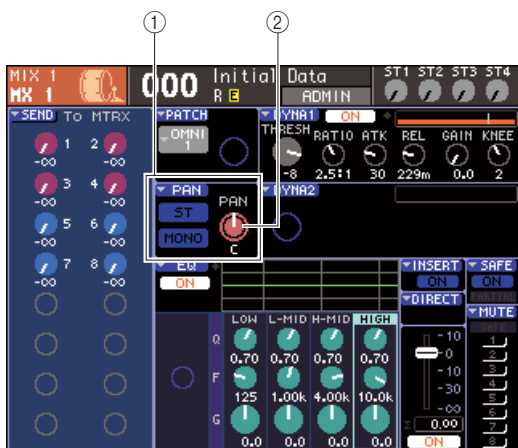 ① ②
MIX 1
MX 1
000 Initial Data
R E ADMIN
ST1 ST2 ST3 ST4
SEND To MTRX
1 2
-∞ -∞
3 4
-∞ -∞
5 6
-∞ -∞
7 8
-∞ -∞
PATCH
OMNI
1
DYNA1 ON
THRESH RATIO ATK REL GAIN KNEE
-8 2.5:1 30 229m 0.0 2
PAN
ST
MONO
PAN
C
DYNA2
EQ
ON
LOW L-MID H-MID HIGH
Q
0.70 0.70 0.70 0.70
F
125 1.00k 4.00k 10.0k
G
0.0 0.0 0.0 0.0
INSERT
ON
DIRECT
-10
-0
-10
-30
-∞
Σ 0.00
ON
SAFE
ON
PARTIAL
MUTE
SAFE
1
2
3
4
5
6
7
8